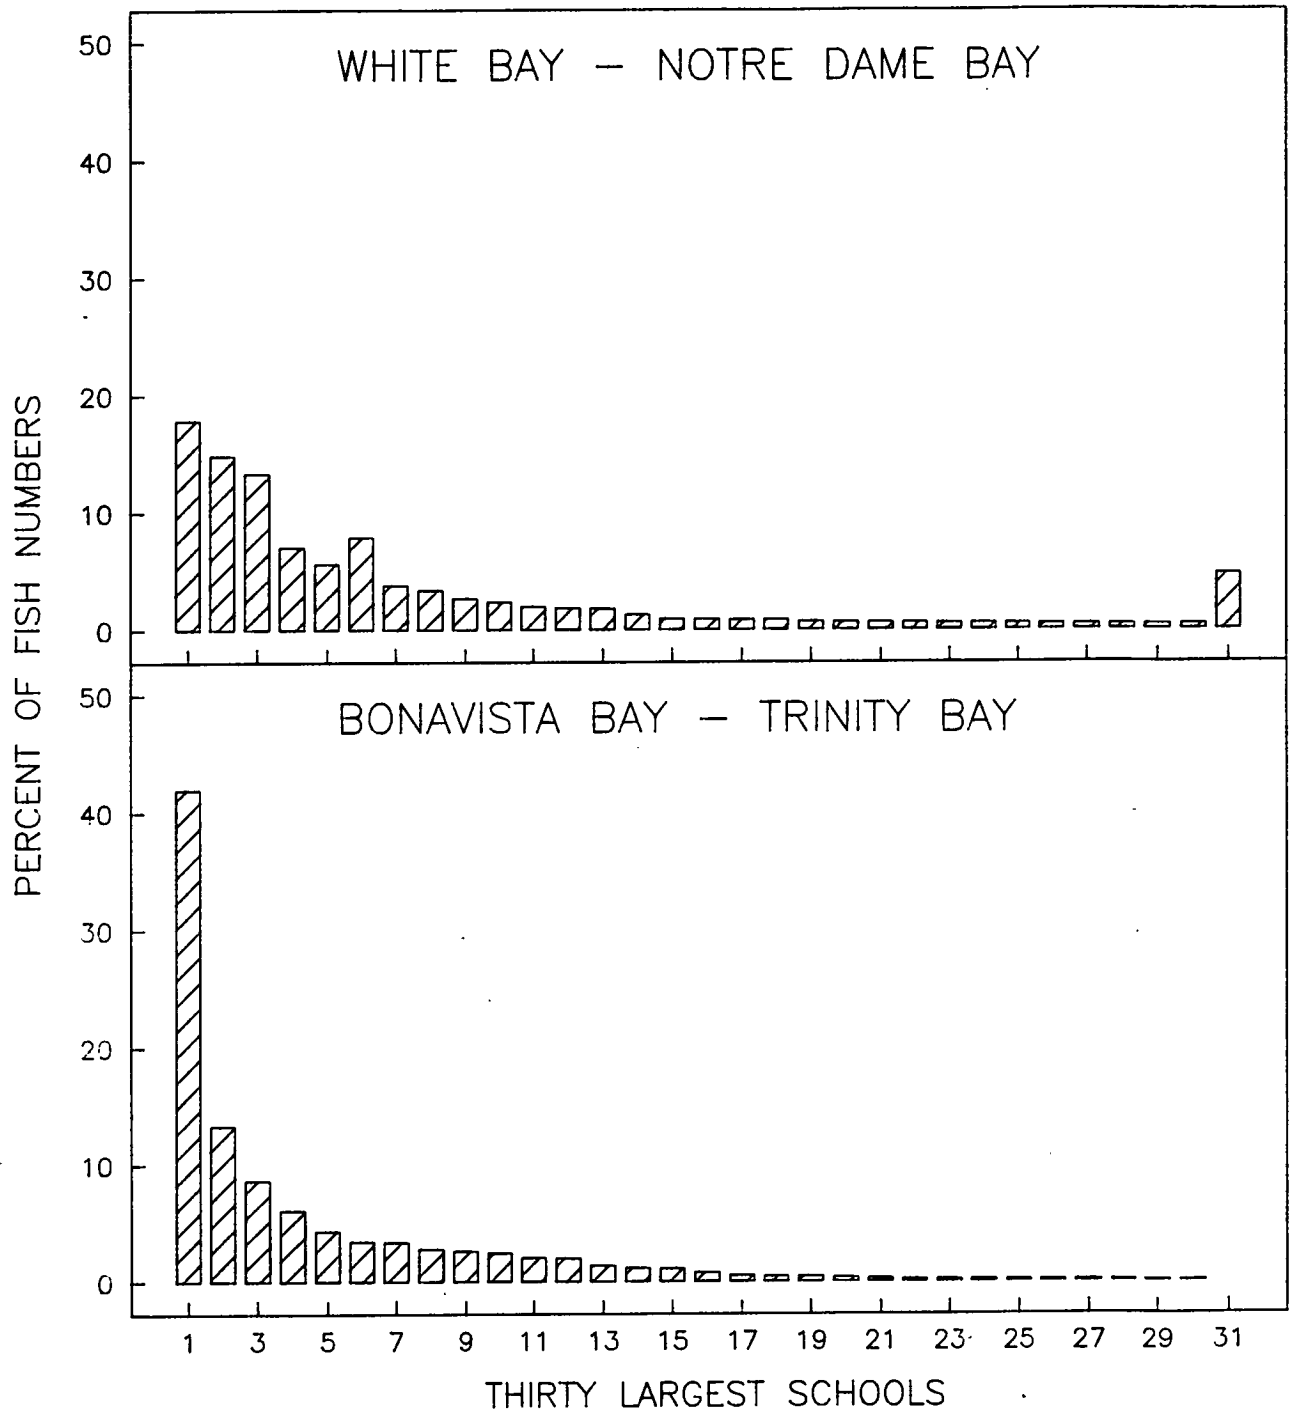 WHITE BAY — NOTRE DAME BAY
50
40
30
20
10
0
PERCENT OF FISH NUMBERS
BONAVISTA BAY — TRINITY BAY
50
40
30
20
10
0
1 3 5 7 9 11 13 15 17 19 21 23 25 27 29 31
THIRTY LARGEST SCHOOLS